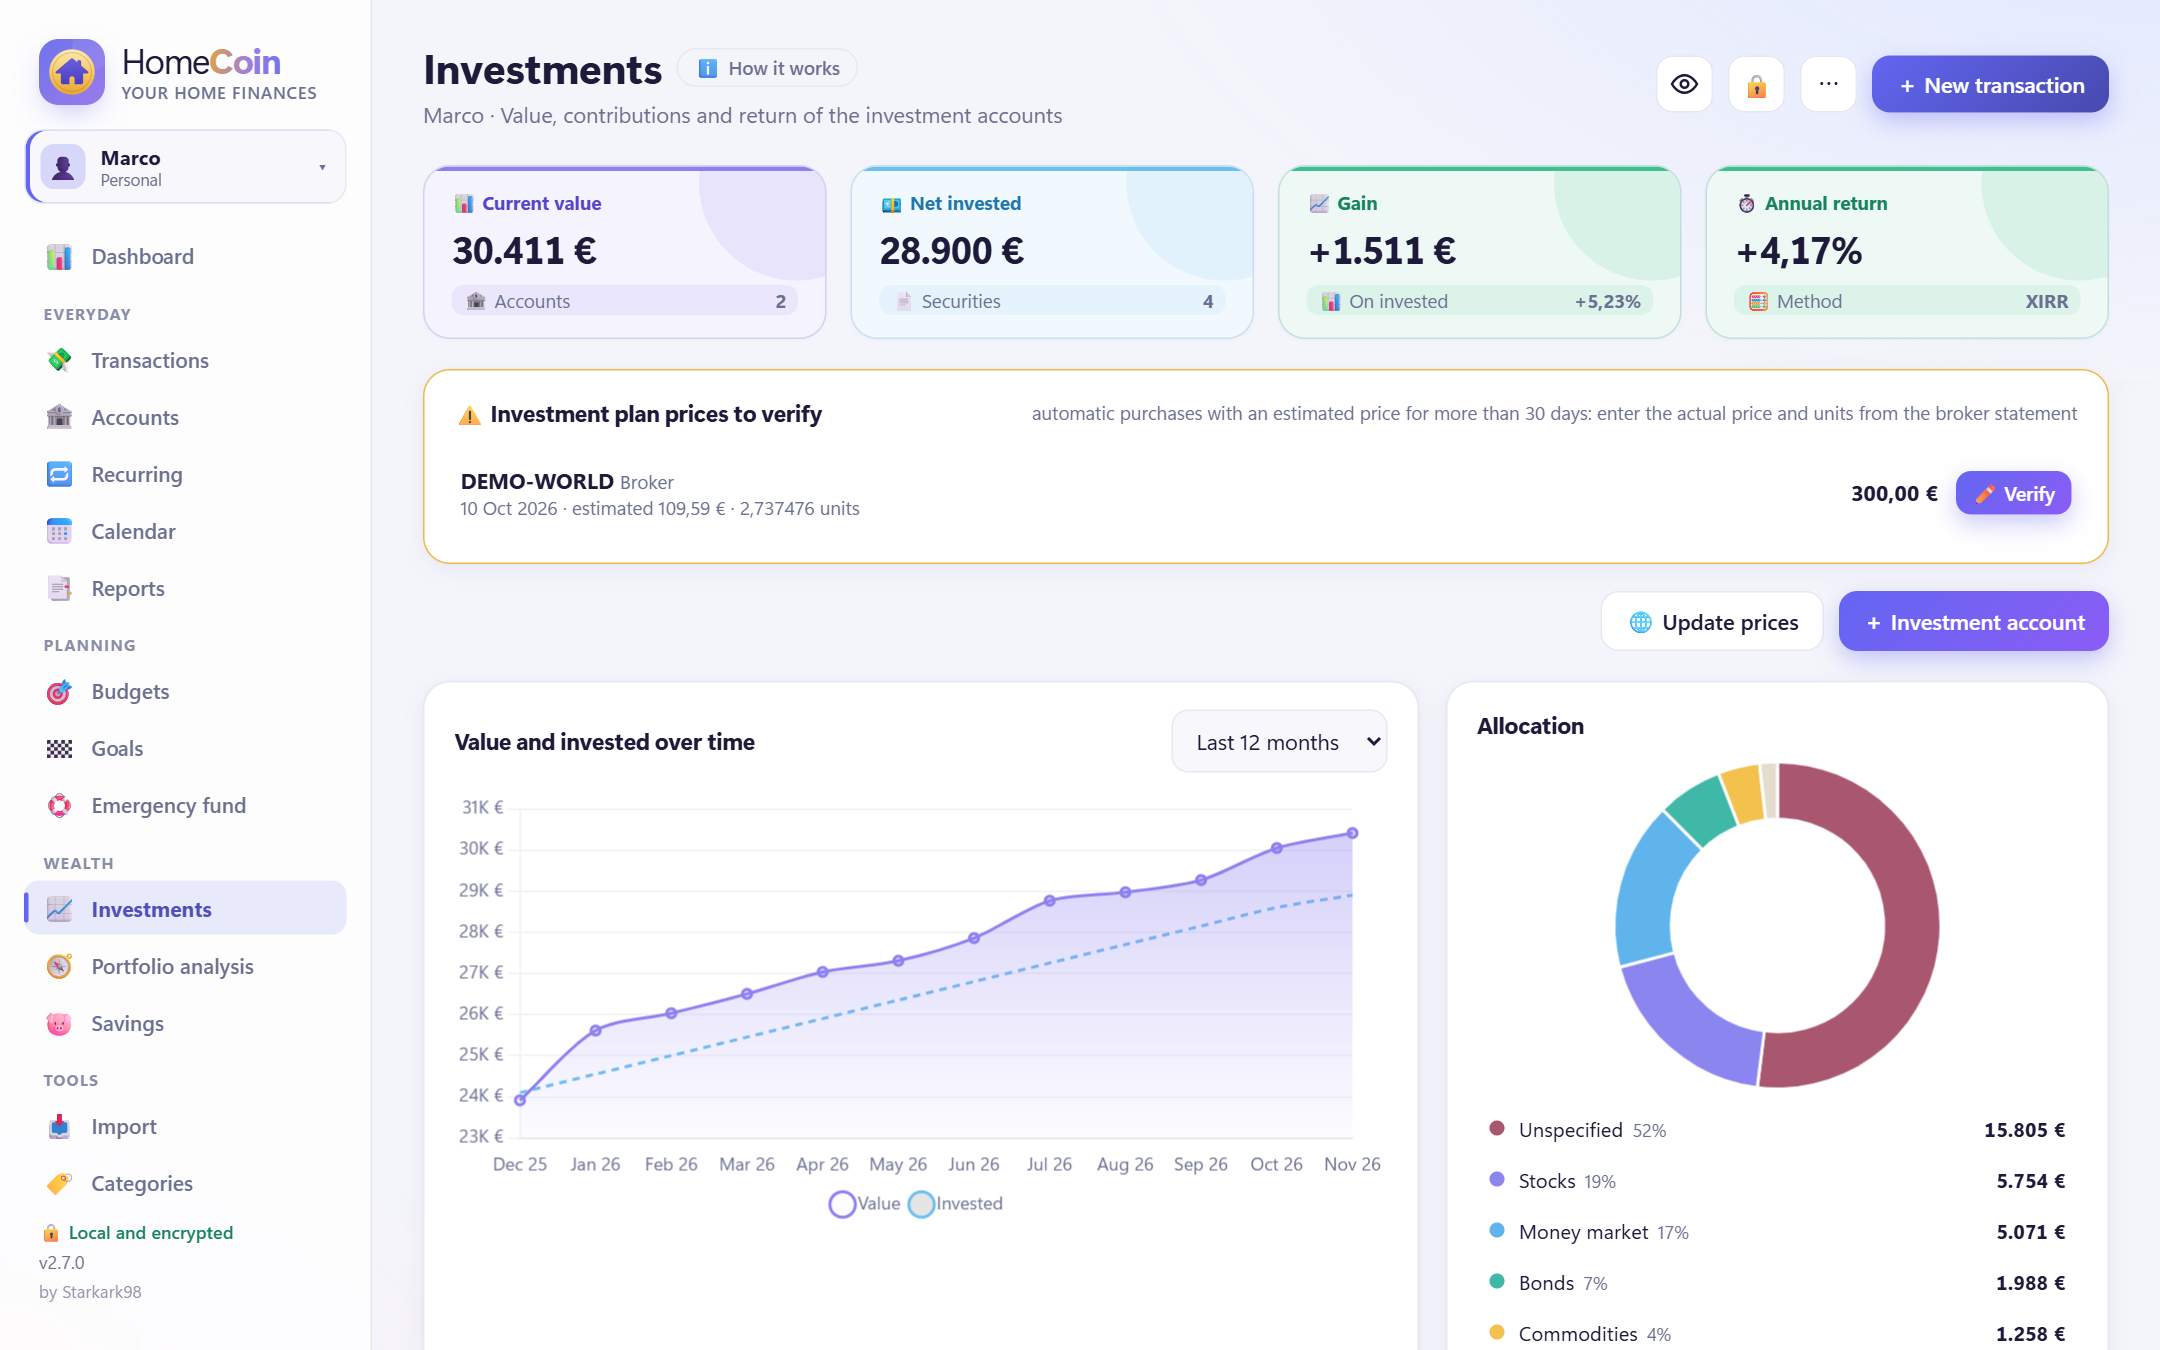 HomeCoin
YOUR HOME FINANCES
Marco
Personal
Dashboard
EVERYDAY
Transactions
Accounts
Recurring
Calendar
Reports
PLANNING
Budgets
Goals
Emergency fund
WEALTH
Investments
Portfolio analysis
Savings
TOOLS
Import
Categories
Local and encrypted
v2.7.0
by Starkark98
Investments
How it works
Marco · Value, contributions and return of the investment accounts
+ New transaction
Current value
30.411 €
Accounts 2
Net invested
28.900 €
Securities 4
Gain
+1.511 €
On invested +5,23%
Annual return
+4,17%
Method XIRR
Investment plan prices to verify
automatic purchases with an estimated price for more than 30 days: enter the actual price and units from the broker statement
DEMO-WORLD Broker
10 Oct 2026 · estimated 109,59 € · 2,737476 units
300,00 €
Verify
Update prices
+ Investment account
Value and invested over time
Last 12 months
31K €
30K €
29K €
28K €
27K €
26K €
25K €
24K €
23K €
Dec 25 Jan 26 Feb 26 Mar 26 Apr 26 May 26 Jun 26 Jul 26 Aug 26 Sep 26 Oct 26 Nov 26
Value Invested
Allocation
Unspecified 52% 15.805 €
Stocks 19% 5.754 €
Money market 17% 5.071 €
Bonds 7% 1.988 €
Commodities 4% 1.258 €